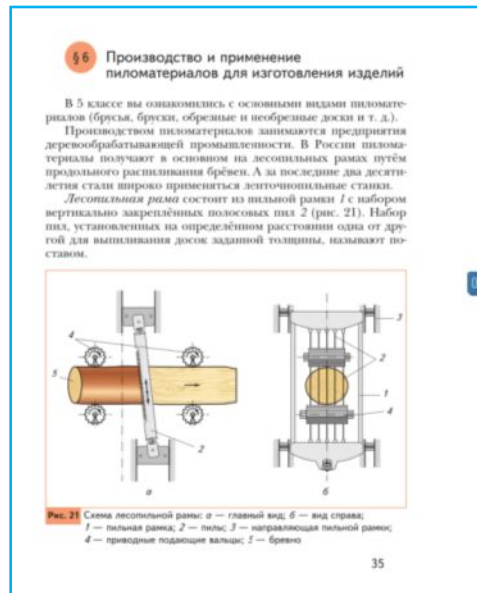 § 6
Производство и применение
пиломатериалов для изготовления изделий
В 5 классе вы ознакомились с основными видами пиломате-
риалов (брусья, бруски, обрезные и необрезные доски и т. д.).
Производством пиломатериалов занимаются предприятия
деревообрабатывающей промышленности. В России пилома-
териалы получают в основном на лесопильных рамах путём
продольного распиливания брёвен. А за последние два десяти-
летия стали широко применяться ленточнопильные станки.
Лесопильная рама состоит из пильной рамки 1 с набором
вертикально закреплённых полосовых пил 2 (рис. 21). Набор
пил, установленных на определённом расстоянии одна от дру-
гой для выпиливания досок заданной толщины, называют по-
ставом.
4
5
2
а
3
2
1
4
б
Рис. 21 Схема лесопильной рамы: а — главный вид; б — вид справа;
1 — пильная рамка; 2 — пилы; 3 — направляющая пильной рамки;
4 — приводные подающие вальцы; 5 — бревно
35